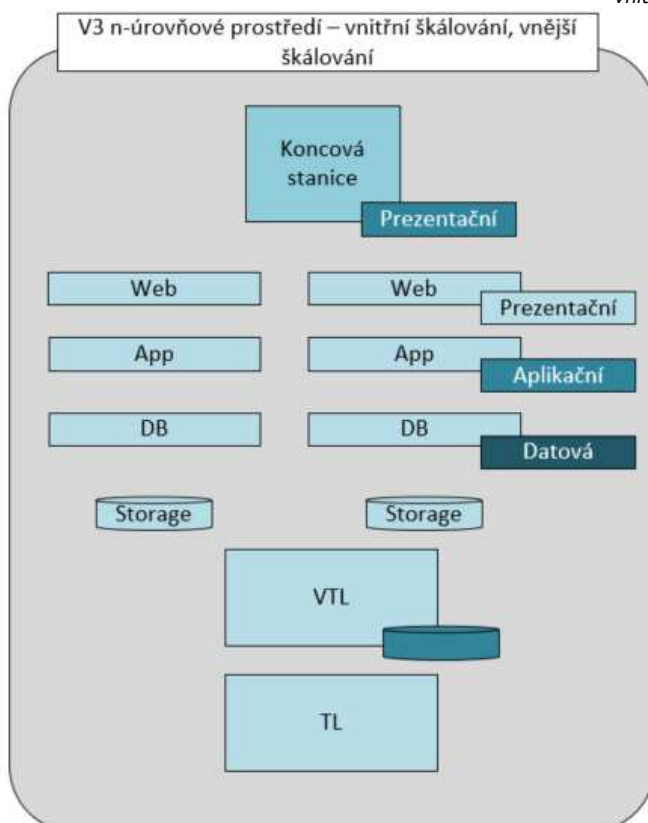 V3 n-úrovňové prostředí – vnitřní škálování, vnější
škálování
Koncová
stanice
Prezentační
Web
Web
Prezentační
App
App
Aplikační
DB
DB
Datová
Storage
Storage
VTL
TL